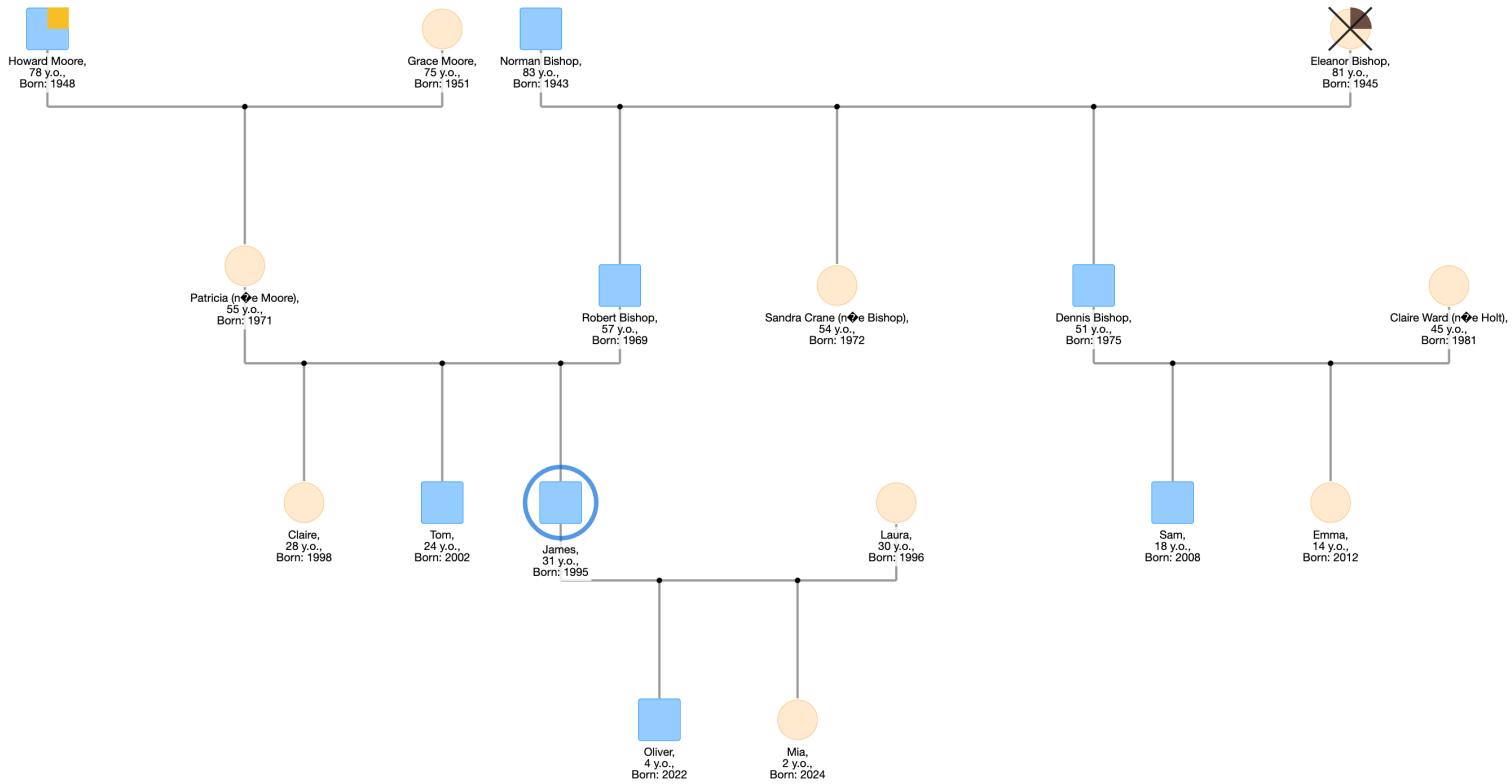 Howard Moore,
78 y.o.,
Born: 1948
Grace Moore,
75 y.o.,
Born: 1951
Norman Bishop,
83 y.o.,
Born: 1943
Eleanor Bishop,
81 y.o.,
Born: 1945
Patricia (n�e Moore),
55 y.o.,
Born: 1971
Robert Bishop,
57 y.o.,
Born: 1969
Sandra Crane (n�e Bishop),
54 y.o.,
Born: 1972
Dennis Bishop,
51 y.o.,
Born: 1975
Claire Ward (n�e Holt),
45 y.o.,
Born: 1981
Claire,
28 y.o.,
Born: 1998
Tom,
24 y.o.,
Born: 2002
James,
31 y.o.,
Born: 1995
Laura,
30 y.o.,
Born: 1996
Sam,
18 y.o.,
Born: 2008
Emma,
14 y.o.,
Born: 2012
Oliver,
4 y.o.,
Born: 2022
Mia,
2 y.o.,
Born: 2024